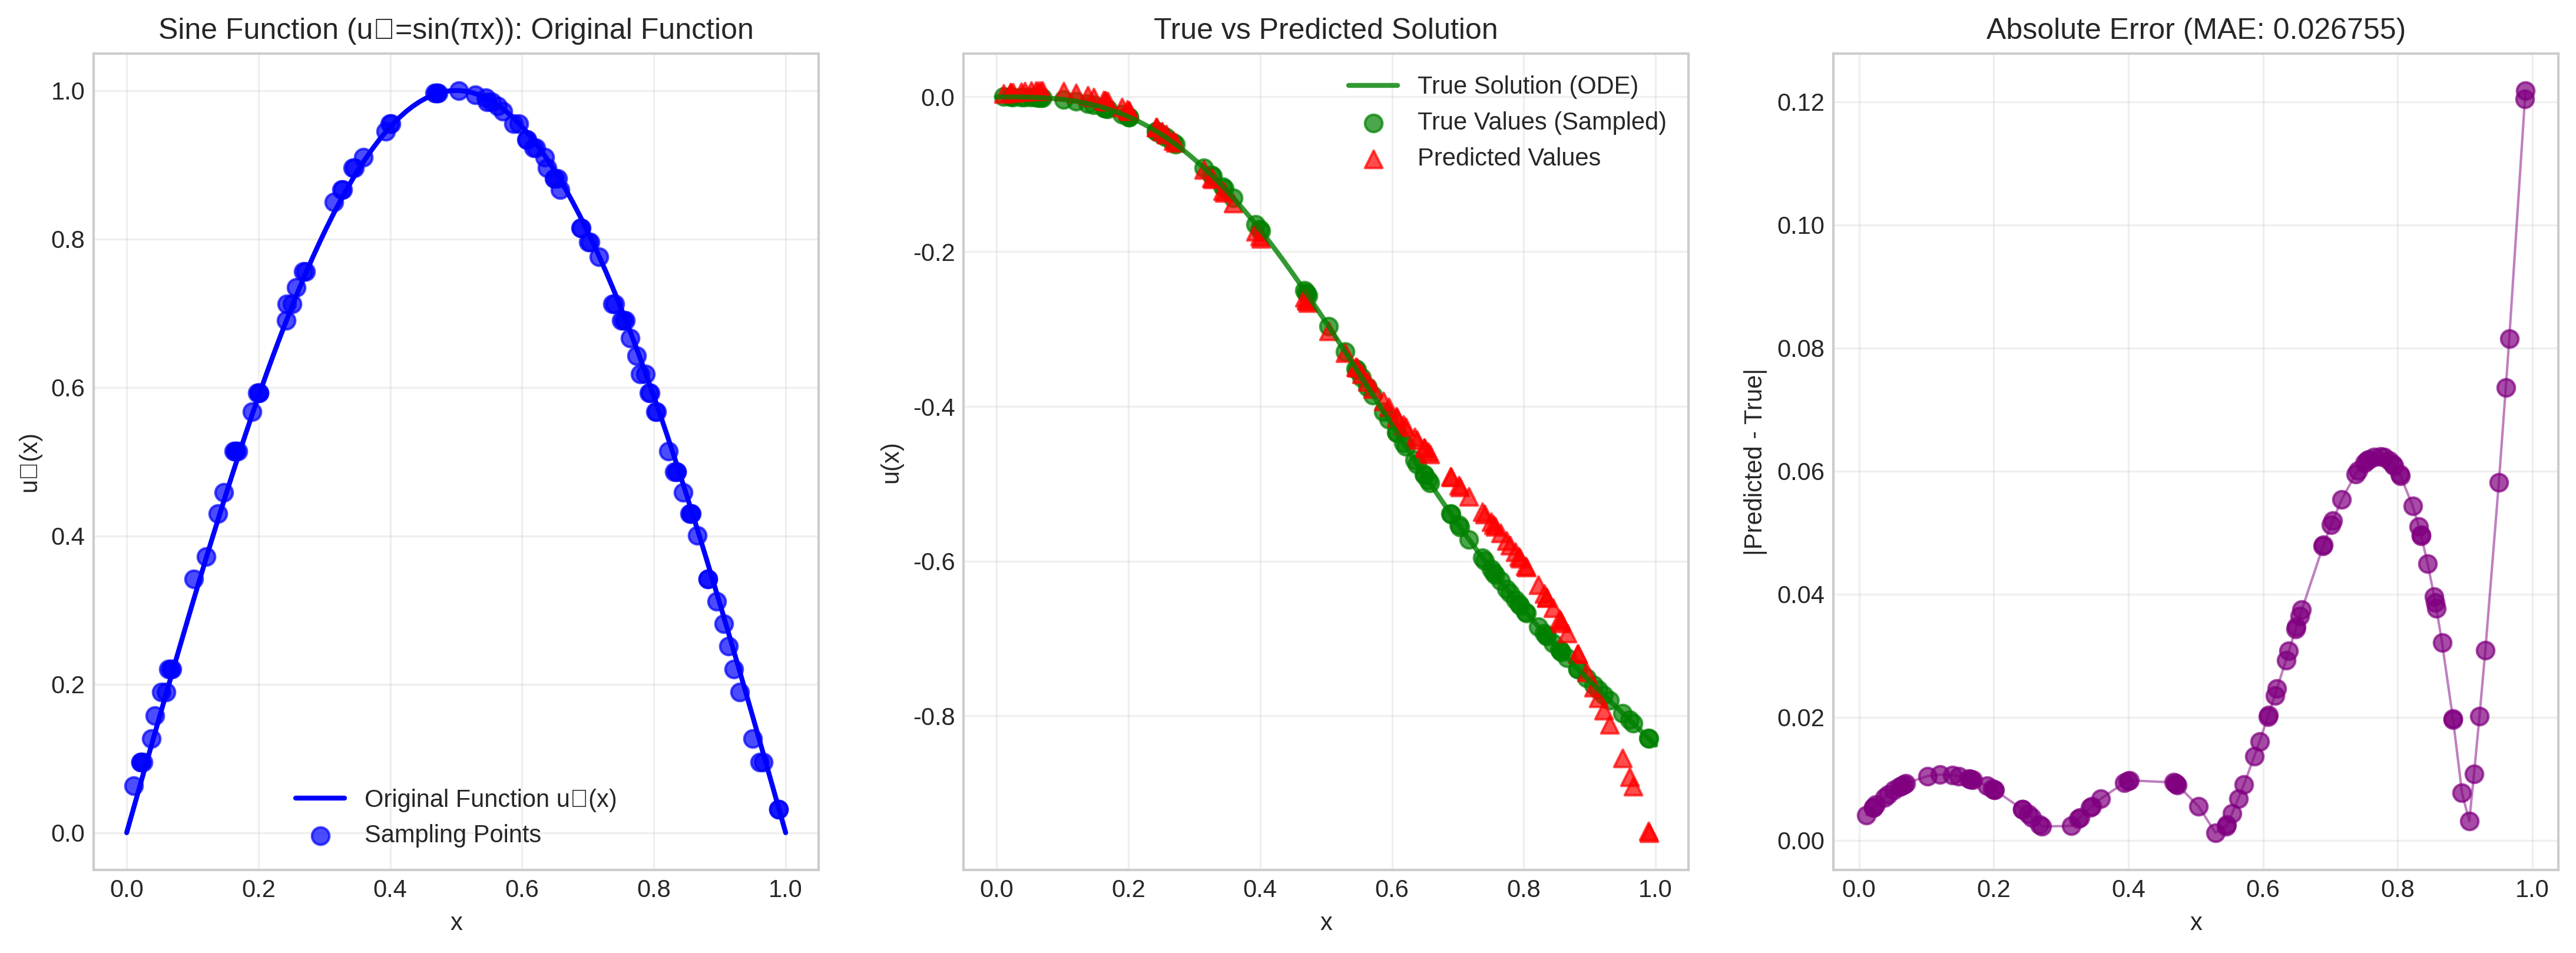 Sine Function (u▯=sin(πx)): Original Function
u▯(x)
1.0
0.8
0.6
0.4
0.2
0.0
Original Function u▯(x)
Sampling Points
0.0 0.2 0.4 0.6 0.8 1.0
x
True vs Predicted Solution
u(x)
0.0
-0.2
-0.4
-0.6
-0.8
True Solution (ODE)
True Values (Sampled)
Predicted Values
0.0 0.2 0.4 0.6 0.8 1.0
x
Absolute Error (MAE: 0.026755)
|Predicted - True|
0.12
0.10
0.08
0.06
0.04
0.02
0.00
0.0 0.2 0.4 0.6 0.8 1.0
x